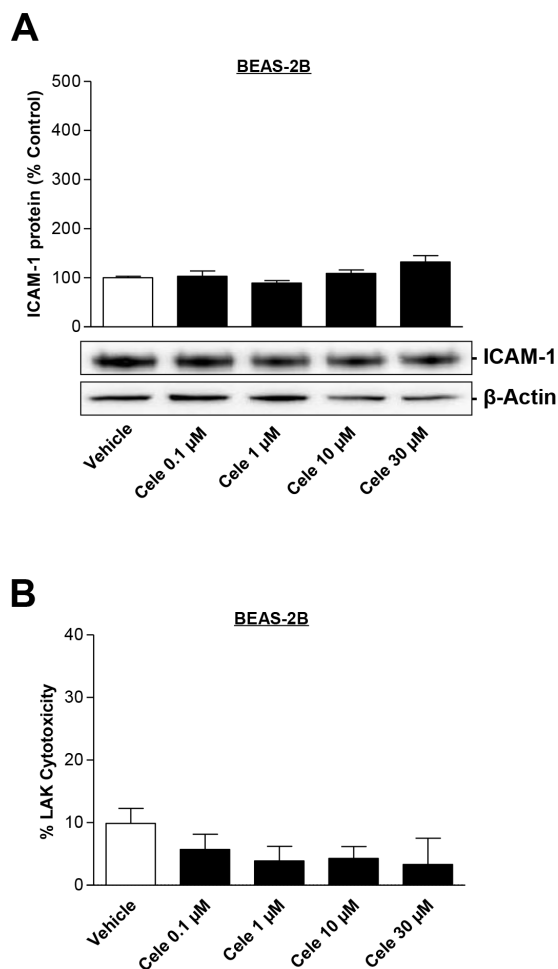 A
BEAS-2B
ICAM-1 protein (% Control)
500
400
300
200
100
0
- ICAM-1
- β-Actin
Vehicle
Cele 0.1 µM
Cele 1 µM
Cele 10 µM
Cele 30 µM
B
BEAS-2B
% LAK Cytotoxicity
40
30
20
10
0
Vehicle
Cele 0.1 µM
Cele 1 µM
Cele 10 µM
Cele 30 µM